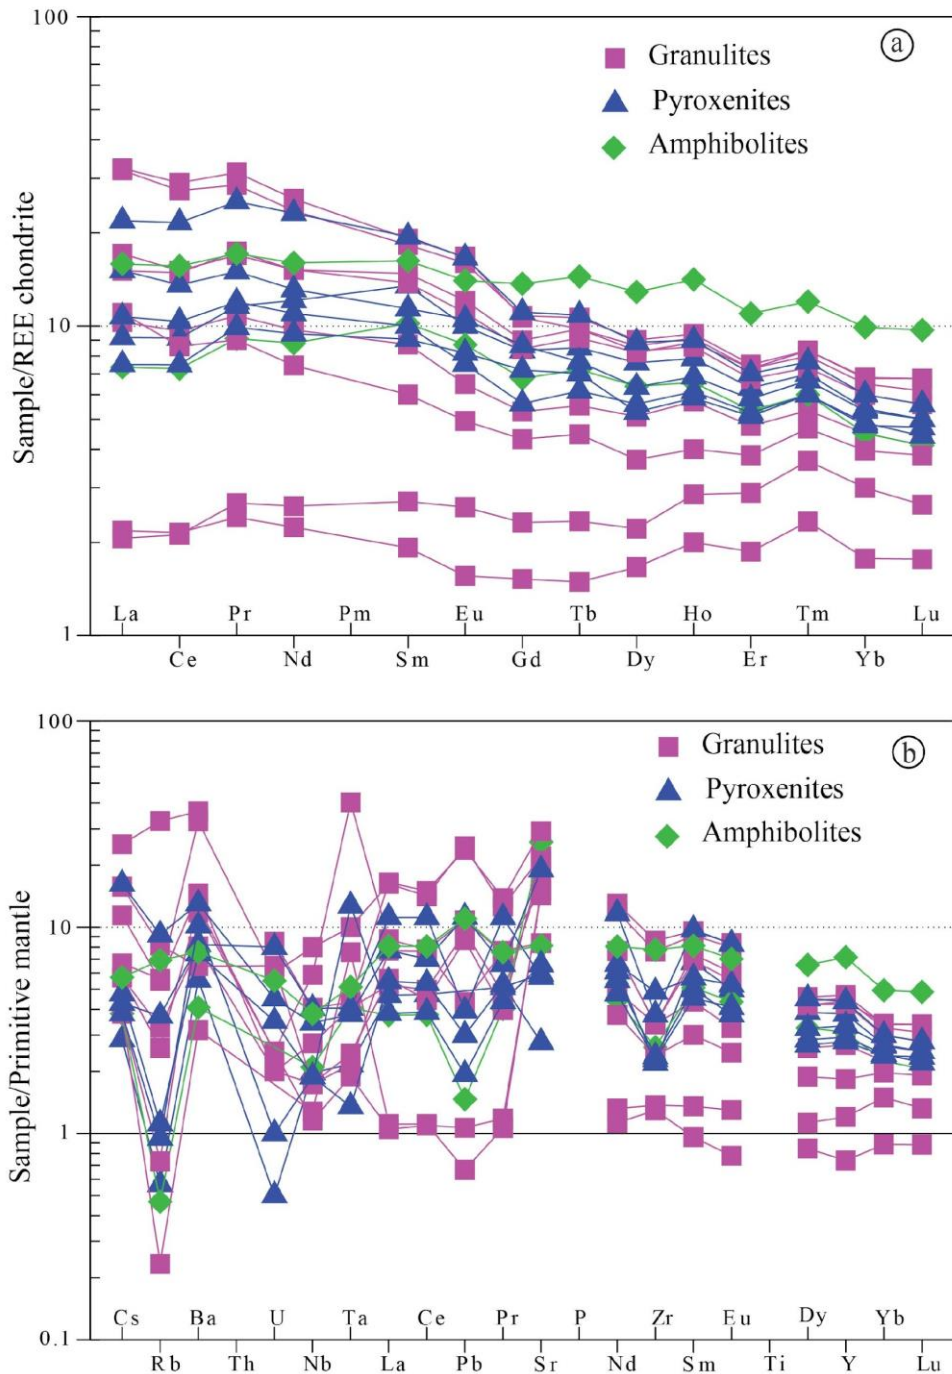 100
a
Granulites
Pyroxenites
Amphibolites
Sample/REE chondrite
10
La Pr Pm Eu Tb Ho Tm Lu
1
Ce Nd Sm Gd Dy Er Yb
100
b
Granulites
Pyroxenites
Amphibolites
Sample/Primitive mantle
10
1
Cs Ba U Ta Ce Pr P Zr Eu Dy Yb
0.1
Rb Th Nb La Pb Sr Nd Sm Ti Y Lu